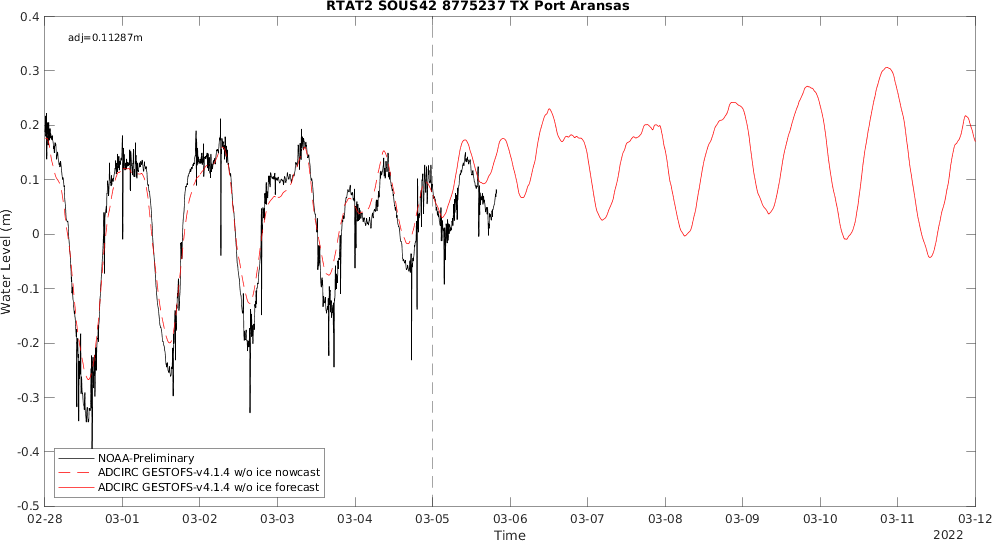 RTAT2 SOUS42 8775237 TX Port Aransas
adj=0.11287m
0.4
0.3
0.2
0.1
0
-0.1
-0.2
-0.3
-0.4
-0.5
Water Level (m)
NOAA-Preliminary
ADCIRC GESTOFS-v4.1.4 w/o ice nowcast
ADCIRC GESTOFS-v4.1.4 w/o ice forecast
02-28 03-01 03-02 03-03 03-04 03-05 03-06 03-07 03-08 03-09 03-10 03-11 03-12
Time
2022